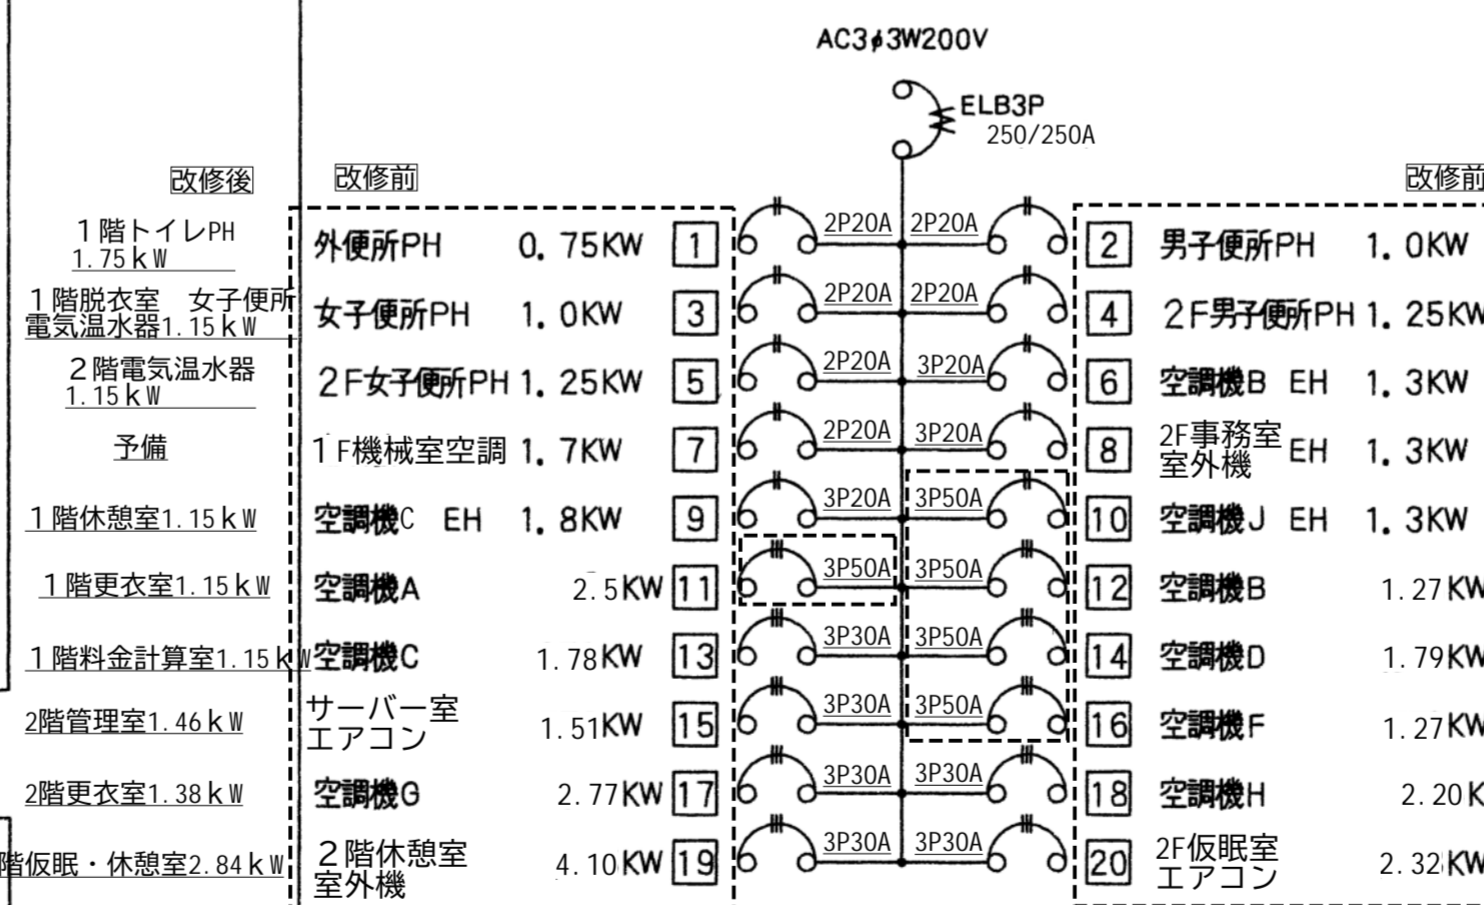 AC3φ3W200V
ELB3P
250/250A
改修後
改修前
改修前
1階トイレPH
1.75kW
外便所PH 0.75KW 1 2P20A 2P20A 2 男子便所PH 1.0KW
1階脱衣室 女子便所
電気温水器1.15kW
女子便所PH 1.0KW 3 2P20A 2P20A 4 2F男子便所PH 1.25KW
2階電気温水器
1.15kW
2F女子便所PH 1.25KW 5 2P20A 3P20A 6 空調機B EH 1.3KW
予備
1F機械室空調 1.7KW 7 2P20A 3P20A 8 2F事務室
室外機 EH 1.3KW
1階休憩室1.15kW
空調機C EH 1.8KW 9 3P20A 3P50A 10 空調機J EH 1.3KW
1階更衣室1.15kW
空調機A 2.5KW 11 3P50A 3P50A 12 空調機B 1.27KW
1階料金計算室1.15kW
空調機C 1.78KW 13 3P30A 3P50A 14 空調機D 1.79KW
2階管理室1.46kW
サーバー室
エアコン 1.51KW 15 3P30A 3P50A 16 空調機F 1.27KW
2階更衣室1.38kW
空調機G 2.77KW 17 3P30A 3P30A 18 空調機H 2.20K
階仮眠・休憩室2.84kW
2階休憩室
室外機 4.10KW 19 3P30A 3P30A 20 2F仮眠室
エアコン 2.32KW